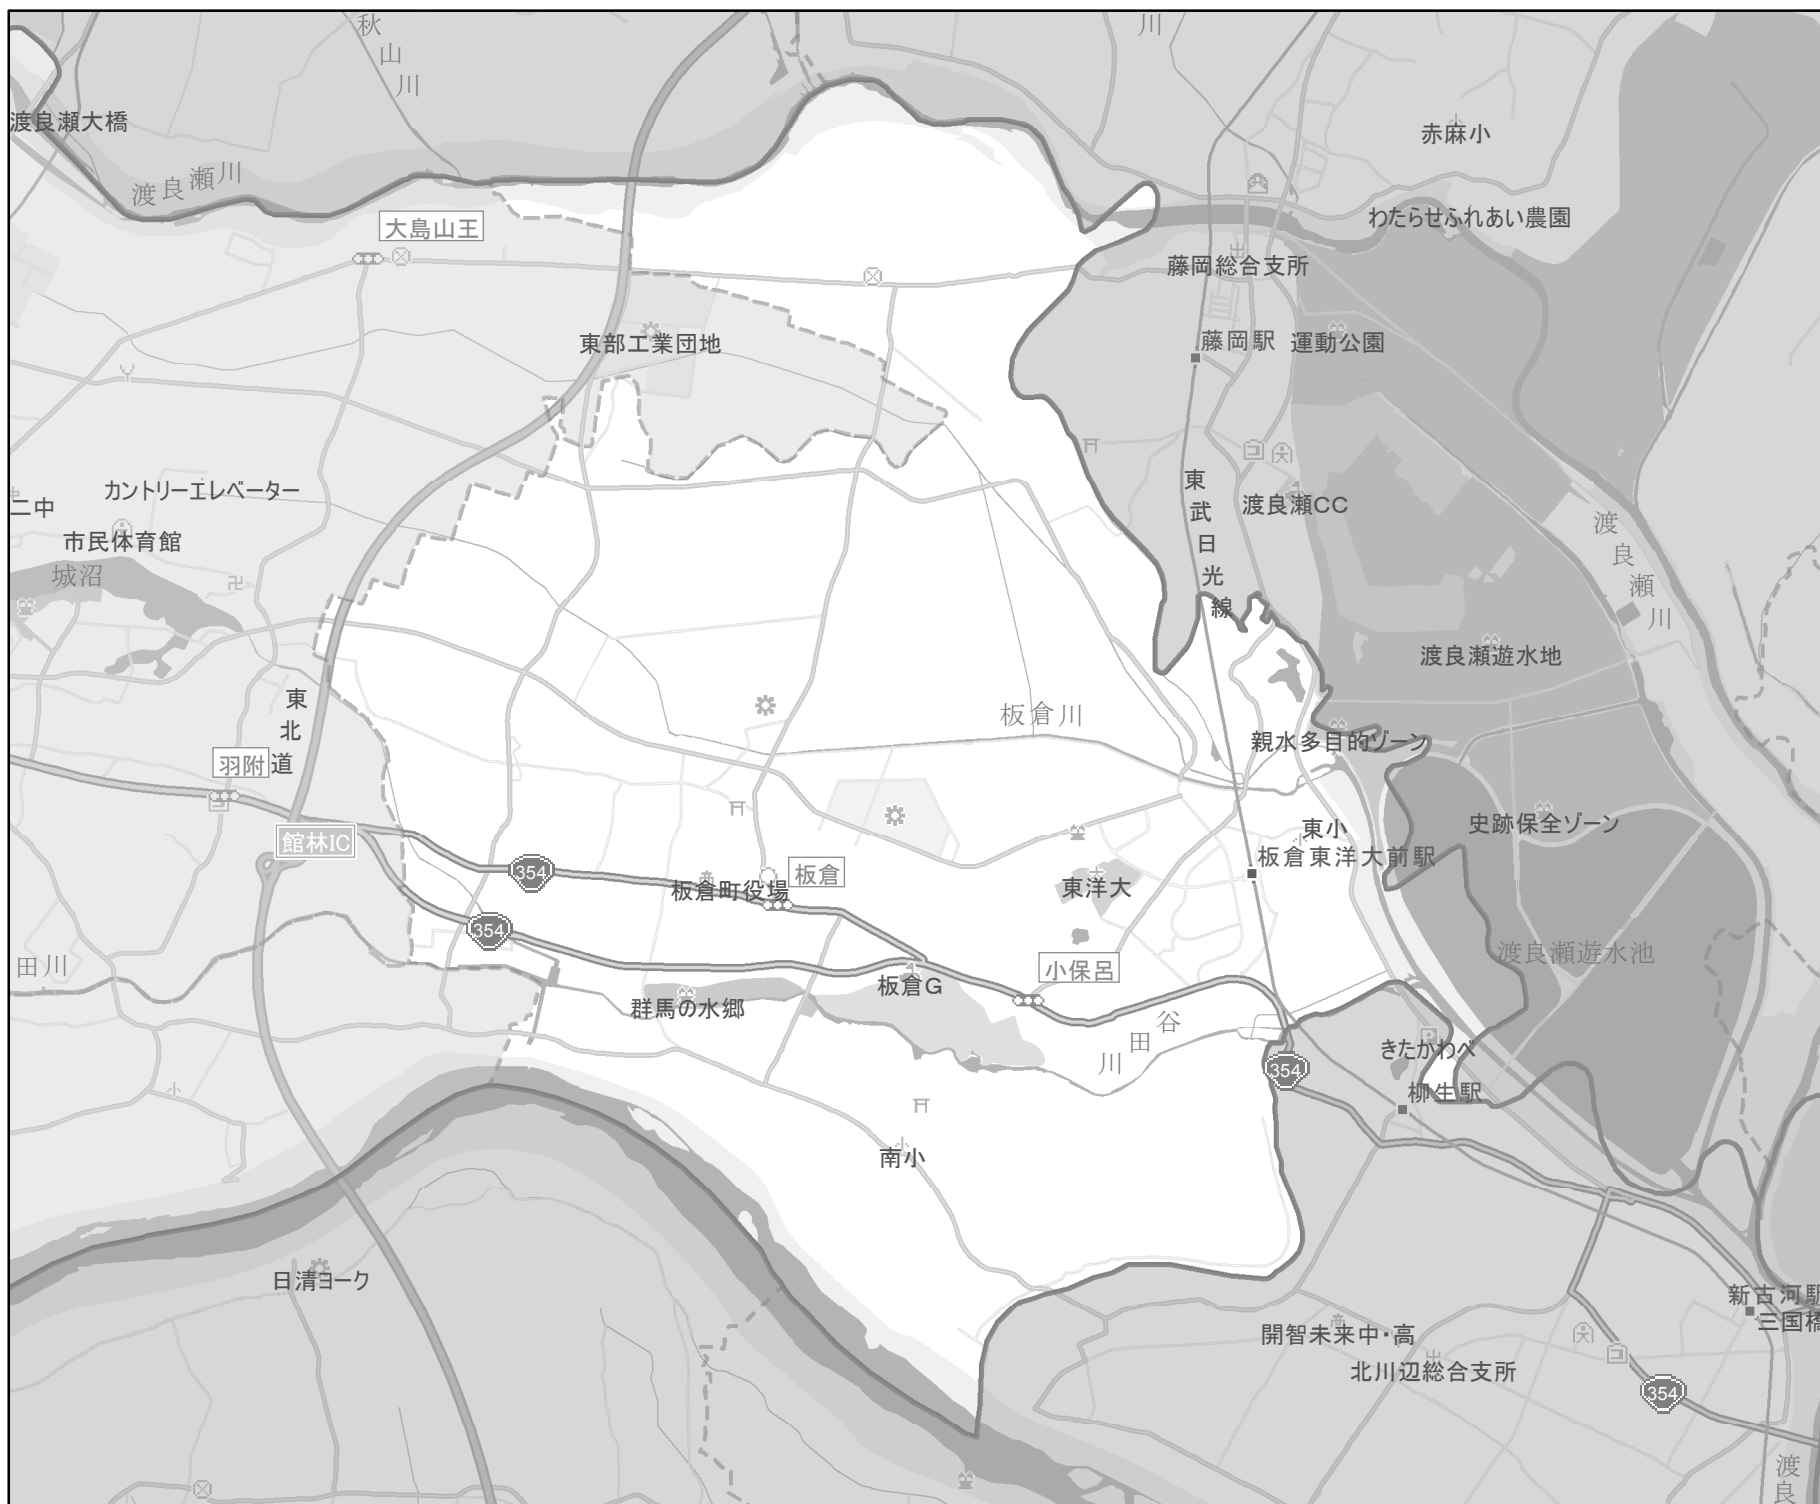 秋山川
川
渡良瀬大橋
赤麻小
渡良瀬川
わたらせふれあい農園
大島山王
藤岡総合支所
東部工業団地
藤岡駅
運動公園
カントリーエレベーター
二中
東武日光線
渡良瀬CC
渡良瀬川
市民体育館
城沼
渡良瀬遊水地
東北道
板倉川
親水多目的ゾーン
羽附
史跡保全ゾーン
館林IC
東小
板倉東洋大前駅
354
板倉
板倉町役場
東洋大
354
田川
小保呂
渡良瀬遊水池
板倉G
群馬の水郷
谷田川
きたかわべ
354
柳生駅
南小
日清ヨーク
新古河駅
三国橋
開智未来中・高
北川辺総合支所
354
渡良